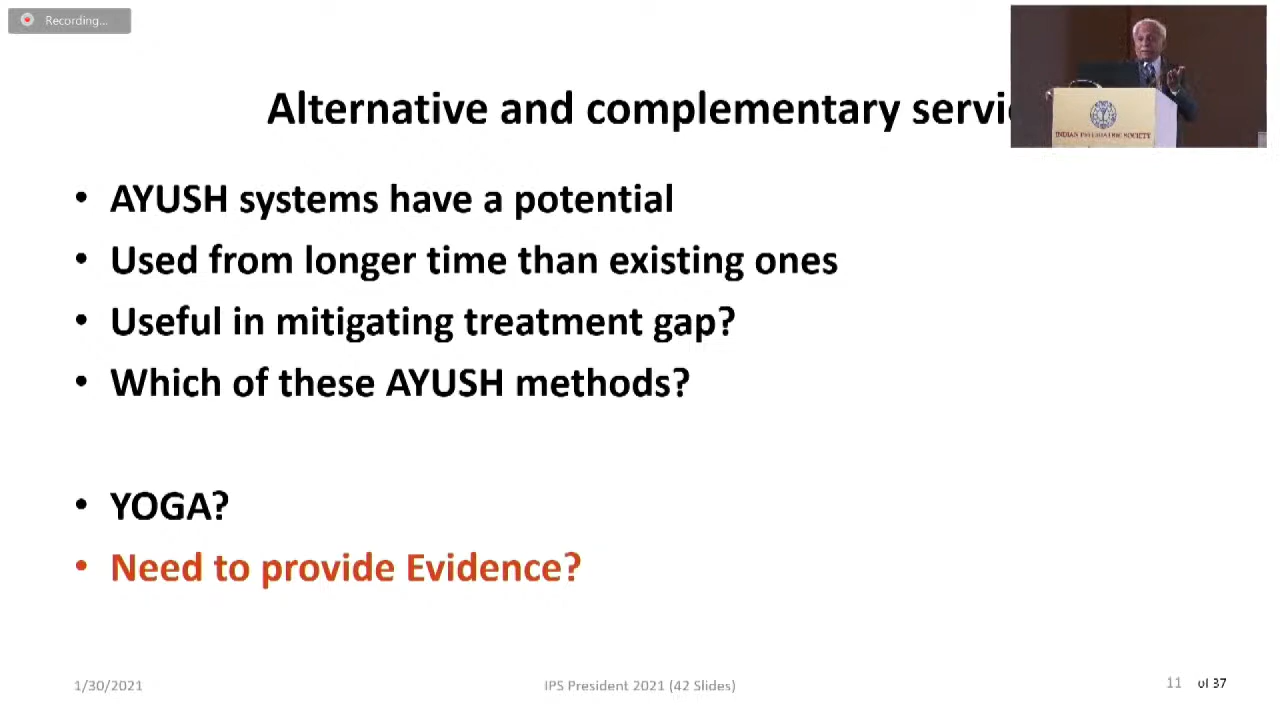 Recording...
Alternative and complementary servi
INDIAN PSYCHIATRIC SOCIETY
• AYUSH systems have a potential
• Used from longer time than existing ones
• Useful in mitigating treatment gap?
• Which of these AYUSH methods?
• YOGA?
• Need to provide Evidence?
1/30/2021
IPS President 2021 (42 Slides)
11 of 37